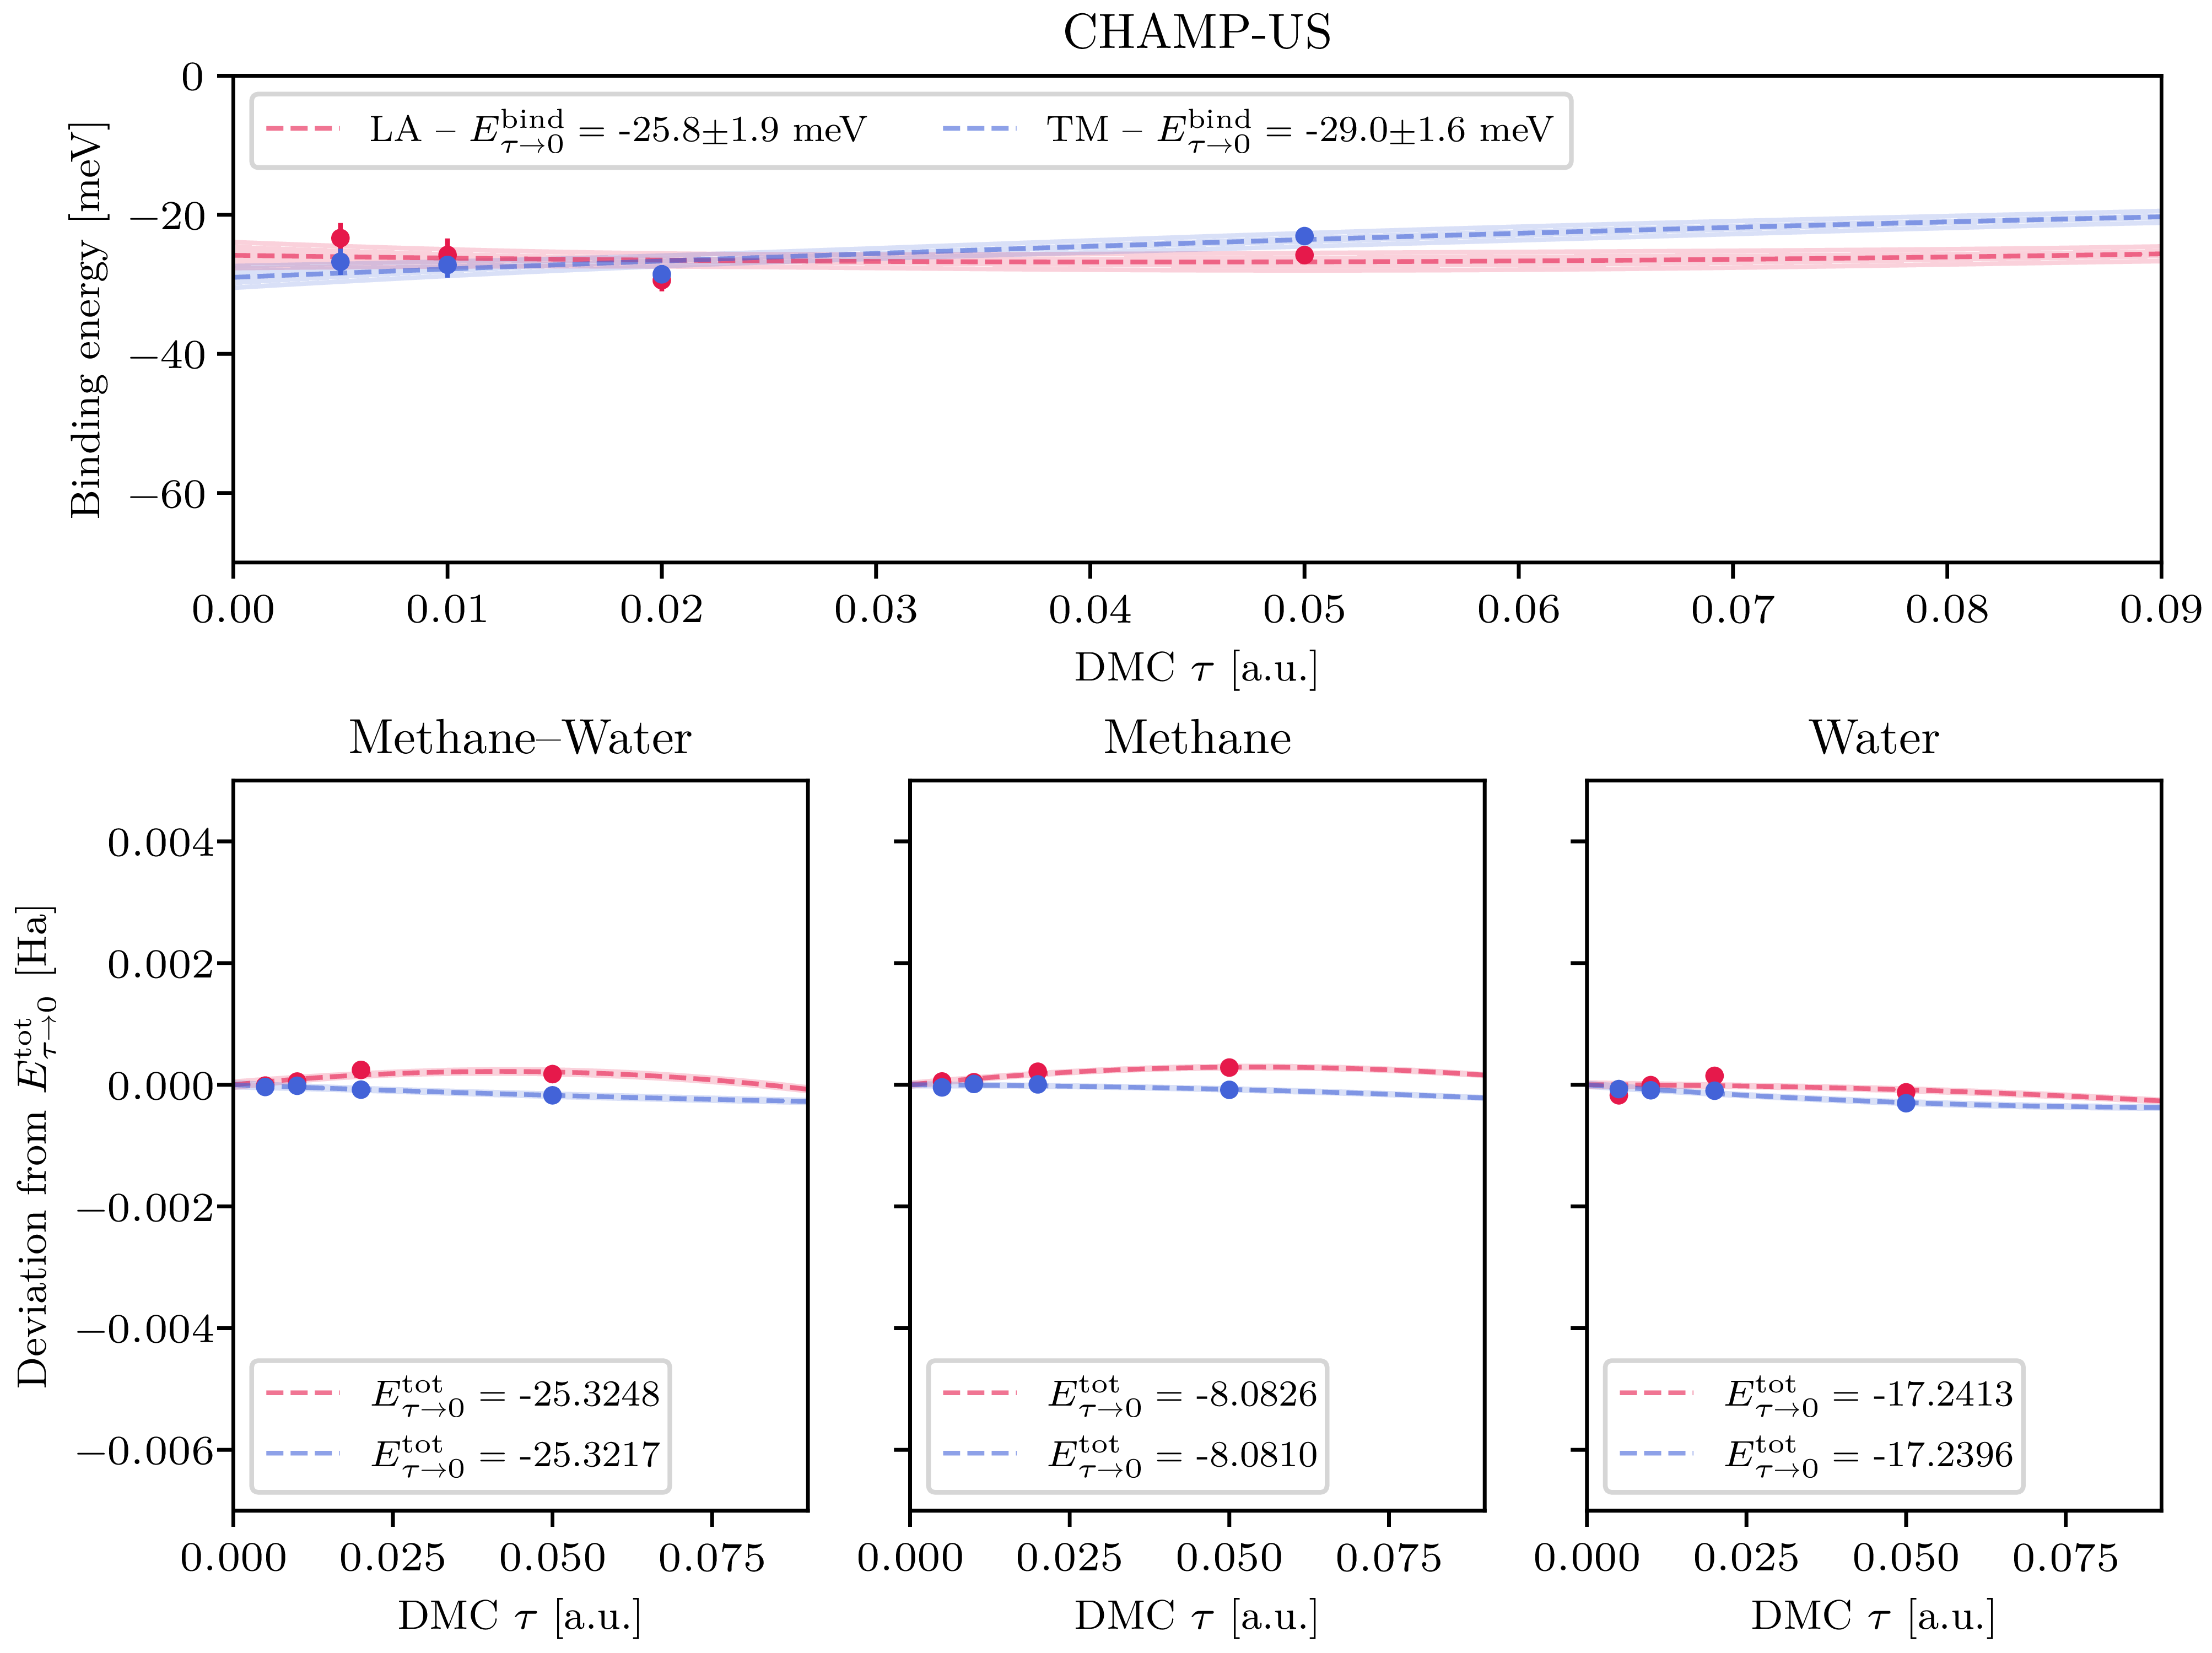 CHAMP-US
0
−20
−40
−60
Binding energy [meV]
LA – E^bind_τ→0 = -25.8±1.9 meV
TM – E^bind_τ→0 = -29.0±1.6 meV
0.00 0.01 0.02 0.03 0.04 0.05 0.06 0.07 0.08 0.09
DMC τ [a.u.]
Methane–Water
Methane
Water
Deviation from E^tot_τ→0 [Ha]
0.004
0.002
0.000
−0.002
−0.004
−0.006
E^tot_τ→0 = -25.3248
E^tot_τ→0 = -25.3217
E^tot_τ→0 = -8.0826
E^tot_τ→0 = -8.0810
E^tot_τ→0 = -17.2413
E^tot_τ→0 = -17.2396
0.000 0.025 0.050 0.075
0.000 0.025 0.050 0.075
0.000 0.025 0.050 0.075
DMC τ [a.u.]
DMC τ [a.u.]
DMC τ [a.u.]